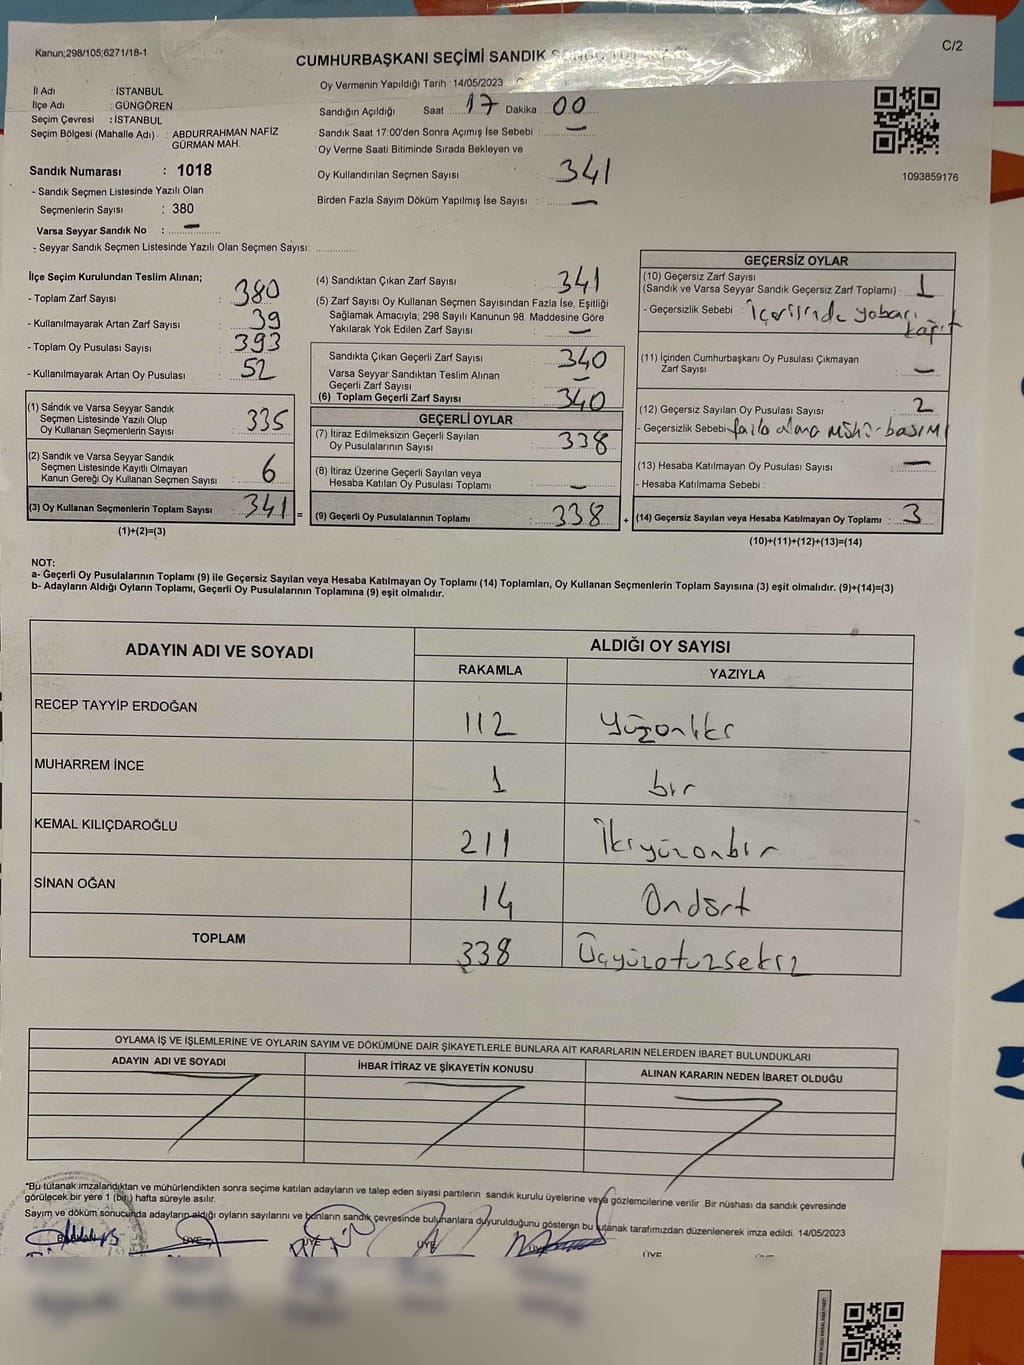 Kanun;298/105;6271/18-1
C/2
CUMHURBAŞKANI SEÇİMİ SANDIK
Oy Vermenin Yapıldığı Tarih : 14/05/2023
İl Adı : İSTANBUL
İlçe Adı : GÜNGÖREN
Seçim Çevresi : İSTANBUL
Seçim Bölgesi (Mahalle Adı) : ABDURRAHMAN NAFİZ
GÜRMAN MAH.
Sandık Numarası : 1018
- Sandık Seçmen Listesinde Yazılı Olan
Seçmenlerin Sayısı : 380
Varsa Seyyar Sandık No : —
- Seyyar Sandık Seçmen Listesinde Yazılı Olan Seçmen Sayısı:
Sandığın Açıldığı Saat : 17 Dakika : 00
Sandık Saat 17:00'den Sonra Açımış İse Sebebi : —
Oy Verme Saati Bitiminde Sırada Bekleyen ve
Oy Kullandırılan Seçmen Sayısı : 341
Birden Fazla Sayım Döküm Yapılmış İse Sayısı : —
1093859176
İlçe Seçim Kurulundan Teslim Alınan;
- Toplam Zarf Sayısı : 380
- Kullanılmayarak Artan Zarf Sayısı : 39
- Toplam Oy Pusulası Sayısı : 393
- Kullanılmayarak Artan Oy Pusulası : 52
(1) Sandık ve Varsa Seyyar Sandık
Seçmen Listesinde Yazılı Olup
Oy Kullanan Seçmenlerin Sayısı : 335
(2) Sandık ve Varsa Seyyar Sandık
Seçmen Listesinde Kayıtlı Olmayan
Kanun Gereği Oy Kullanan Seçmen Sayısı : 6
(3) Oy Kullanan Seçmenlerin Toplam Sayısı : 341
(1)+(2)=(3)
(4) Sandıktan Çıkan Zarf Sayısı : 341
(5) Zarf Sayısı Oy Kullanan Seçmen Sayısından Fazla İse, Eşitliği
Sağlamak Amacıyla, 298 Sayılı Kanunun 98. Maddesine Göre
Yakılarak Yok Edilen Zarf Sayısı : —
Sandıkta Çıkan Geçerli Zarf Sayısı : 340
Varsa Seyyar Sandıktan Teslim Alınan
Geçerli Zarf Sayısı : —
(6) Toplam Geçerli Zarf Sayısı : 340
GEÇERLİ OYLAR
(7) İtiraz Edilmeksizin Geçerli Sayılan
Oy Pusulalarının Sayısı : 338
(8) İtiraz Üzerine Geçerli Sayılan veya
Hesaba Katılan Oy Pusulası Toplamı : —
= (9) Geçerli Oy Pusulalarının Toplamı : 338
GEÇERSİZ OYLAR
(10) Geçersiz Zarf Sayısı
(Sandık ve Varsa Seyyar Sandık Geçersiz Zarf Toplamı) : 1
- Geçersizlik Sebebi : İçerisinde yabancı
kağıt
(11) İçinden Cumhurbaşkanı Oy Pusulası Çıkmayan
Zarf Sayısı : —
(12) Geçersiz Sayılan Oy Pusulası Sayısı : 2
- Geçersizlik Sebebi : fazla alana mühür basımı
(13) Hesaba Katılmayan Oy Pusulası Sayısı : —
- Hesaba Katılmama Sebebi :
+ (14) Geçersiz Sayılan veya Hesaba Katılmayan Oy Toplamı : 3
(10)+(11)+(12)+(13)=(14)
NOT:
a- Geçerli Oy Pusulalarının Toplamı (9) ile Geçersiz Sayılan veya Hesaba Katılmayan Oy Toplamı (14) Toplamları, Oy Kullanan Seçmenlerin Toplam Sayısına (3) eşit olmalıdır. (9)+(14)=(3)
b- Adayların Aldığı Oyların Toplamı, Geçerli Oy Pusulalarının Toplamına (9) eşit olmalıdır.
ADAYIN ADI VE SOYADI ALDIĞI OY SAYISI
RAKAMLA YAZIYLA
RECEP TAYYİP ERDOĞAN 112 yüzoniki
MUHARREM İNCE 1 bir
KEMAL KILIÇDAROĞLU 211 İkiyüzonbir
SİNAN OĞAN 14 Ondört
TOPLAM 338 Üçyüzotuzsekiz
OYLAMA İŞ VE İŞLEMLERİNE VE OYLARIN SAYIM VE DÖKÜMÜNE DAİR ŞİKAYETLERLE BUNLARA AİT KARARLARIN NELERDEN İBARET BULUNDUKLARI
ADAYIN ADI VE SOYADI İHBAR İTİRAZ VE ŞİKAYETİN KONUSU ALINAN KARARIN NEDEN İBARET OLDUĞU
*Bu tutanak imzalandıktan ve mühürlendikten sonra seçime katılan adayların ve talep eden siyasi partilerin sandık kurulu üyelerine veya gözlemcilerine verilir. Bir nüshası da sandık çevresinde
görülecek bir yere 1 (bir) hafta süreyle asılır.
Sayım ve döküm sonucunda adayların aldığı oyların sayılarını ve bunların sandık çevresinde bulunanlara duyurulduğunu gösteren bu tutanak tarafımızdan düzenlenerek imza edildi. 14/05/2023
BAŞKAN ÜYE ÜYE ÜYE ÜYE ÜYE ÜYE